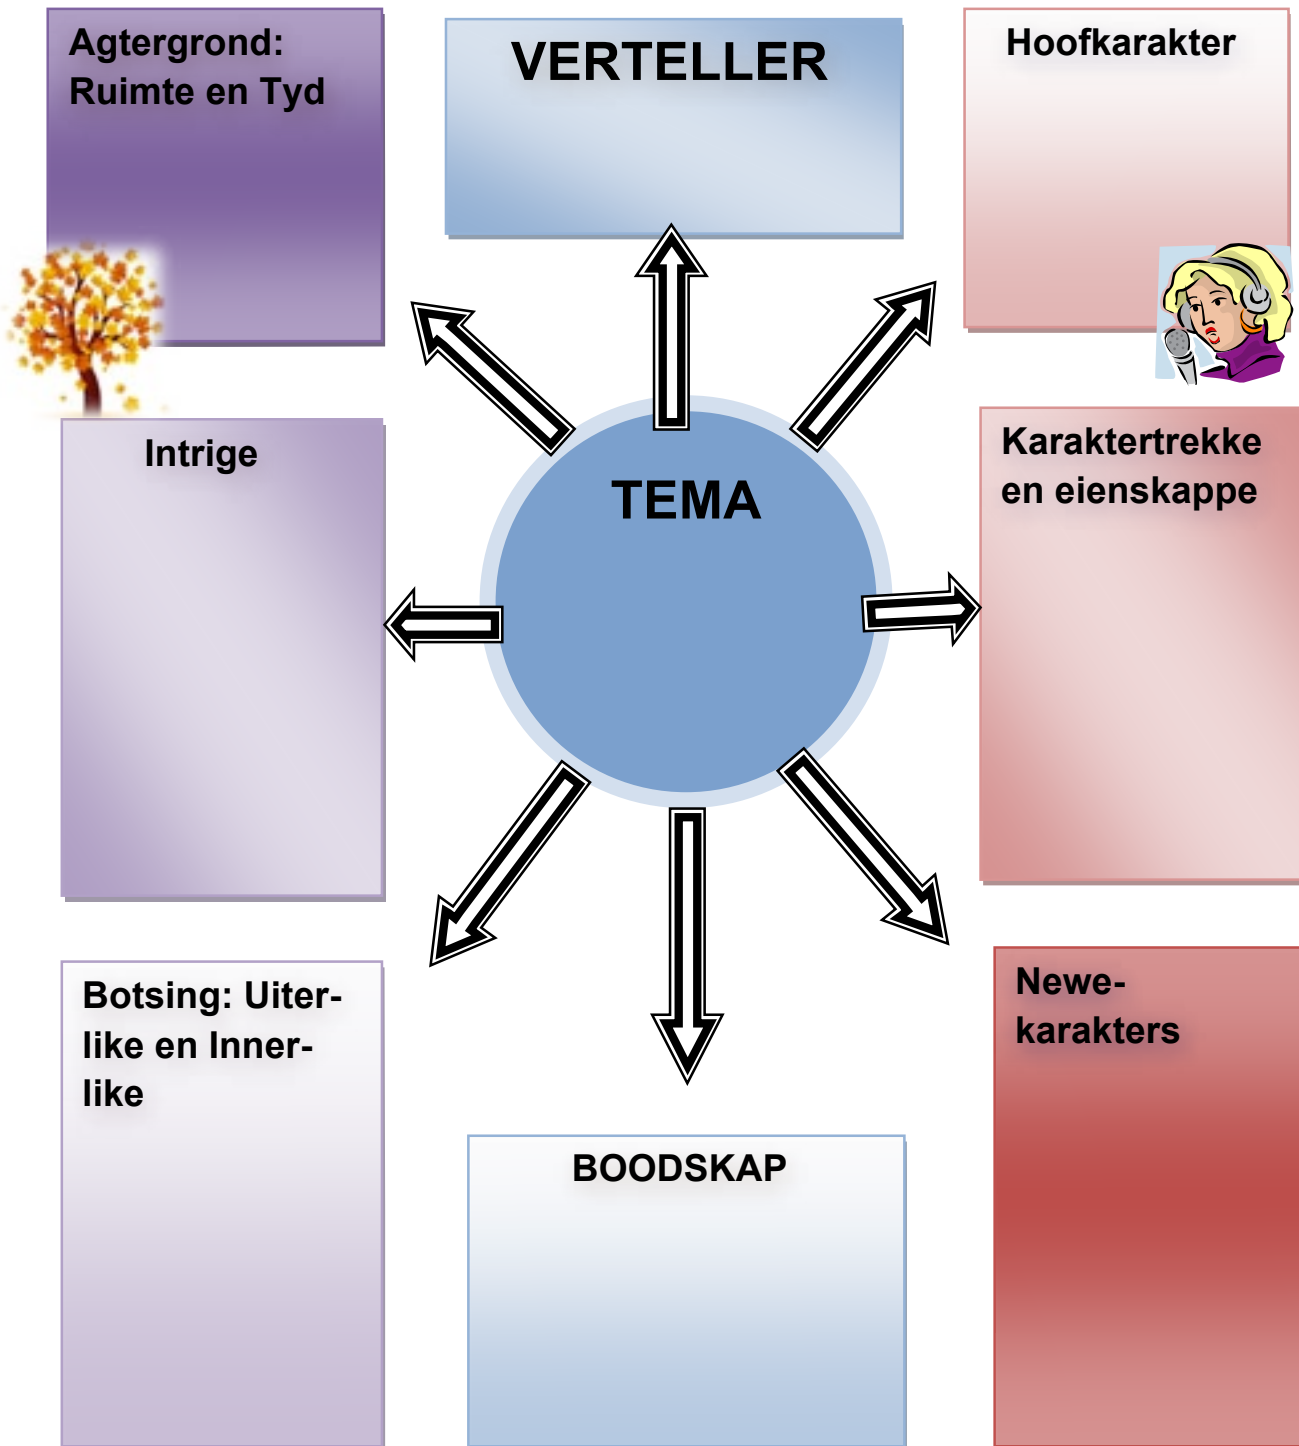 Agtergrond:
Ruimte en Tyd
VERTELLER
Hoofkarakter
Intrige
TEMA
Karaktertrekke
en eienskappe
Botsing: Uiter-
like en Inner-
like
BOODSKAP
Newe-
karakters